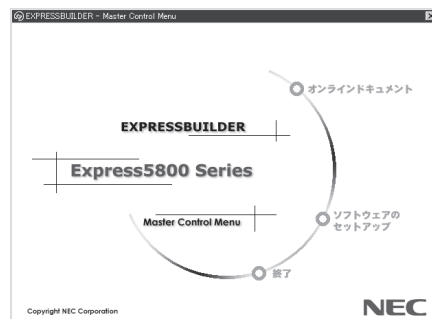 EXPRESSBUILDER - Master Control Menu
オンラインドキュメント
EXPRESSBUILDER
Express5800 Series
Master Control Menu
ソフトウェアの
セットアップ
終了
Copyright NEC Corporation
NEC